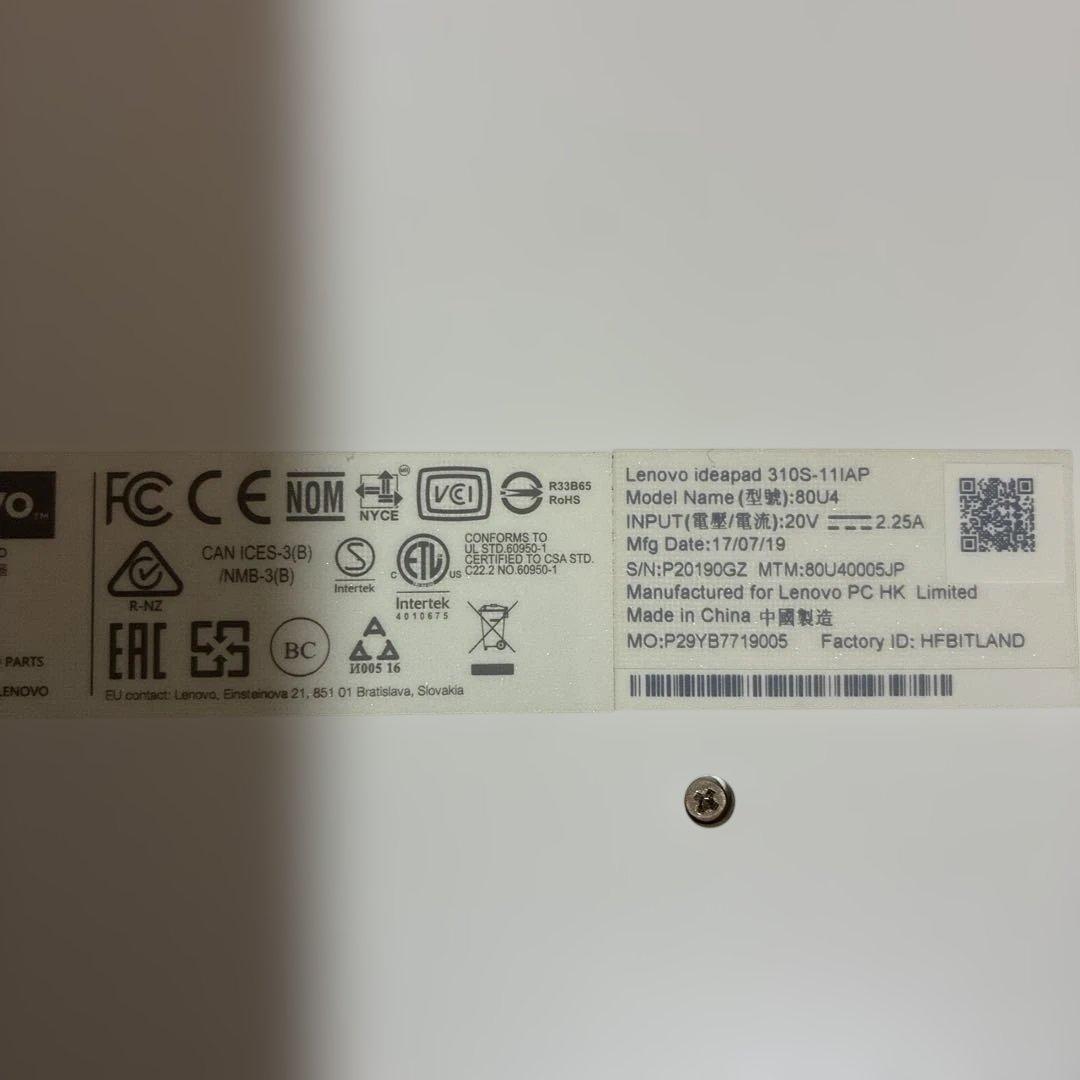 VO™
PARTS
LENOVO
FC CE NOM NYCE VCI R33B65
RoHS
R-NZ
CAN ICES-3(B)
/NMB-3(B)
S
Intertek
c ETL us
Intertek
4010675
CONFORMS TO
UL STD.60950-1
CERTIFIED TO CSA STD.
C22.2 NO.60950-1
EAC
BC
И005 16
EU contact: Lenovo, Einsteinova 21, 851 01 Bratislava, Slovakia
Lenovo ideapad 310S-11IAP
Model Name(型號):80U4
INPUT(電壓/電流):20V ⎓ 2.25A
Mfg Date:17/07/19
S/N:P20190GZ MTM:80U40005JP
Manufactured for Lenovo PC HK Limited
Made in China 中國製造
MO:P29YB7719005 Factory ID: HFBITLAND